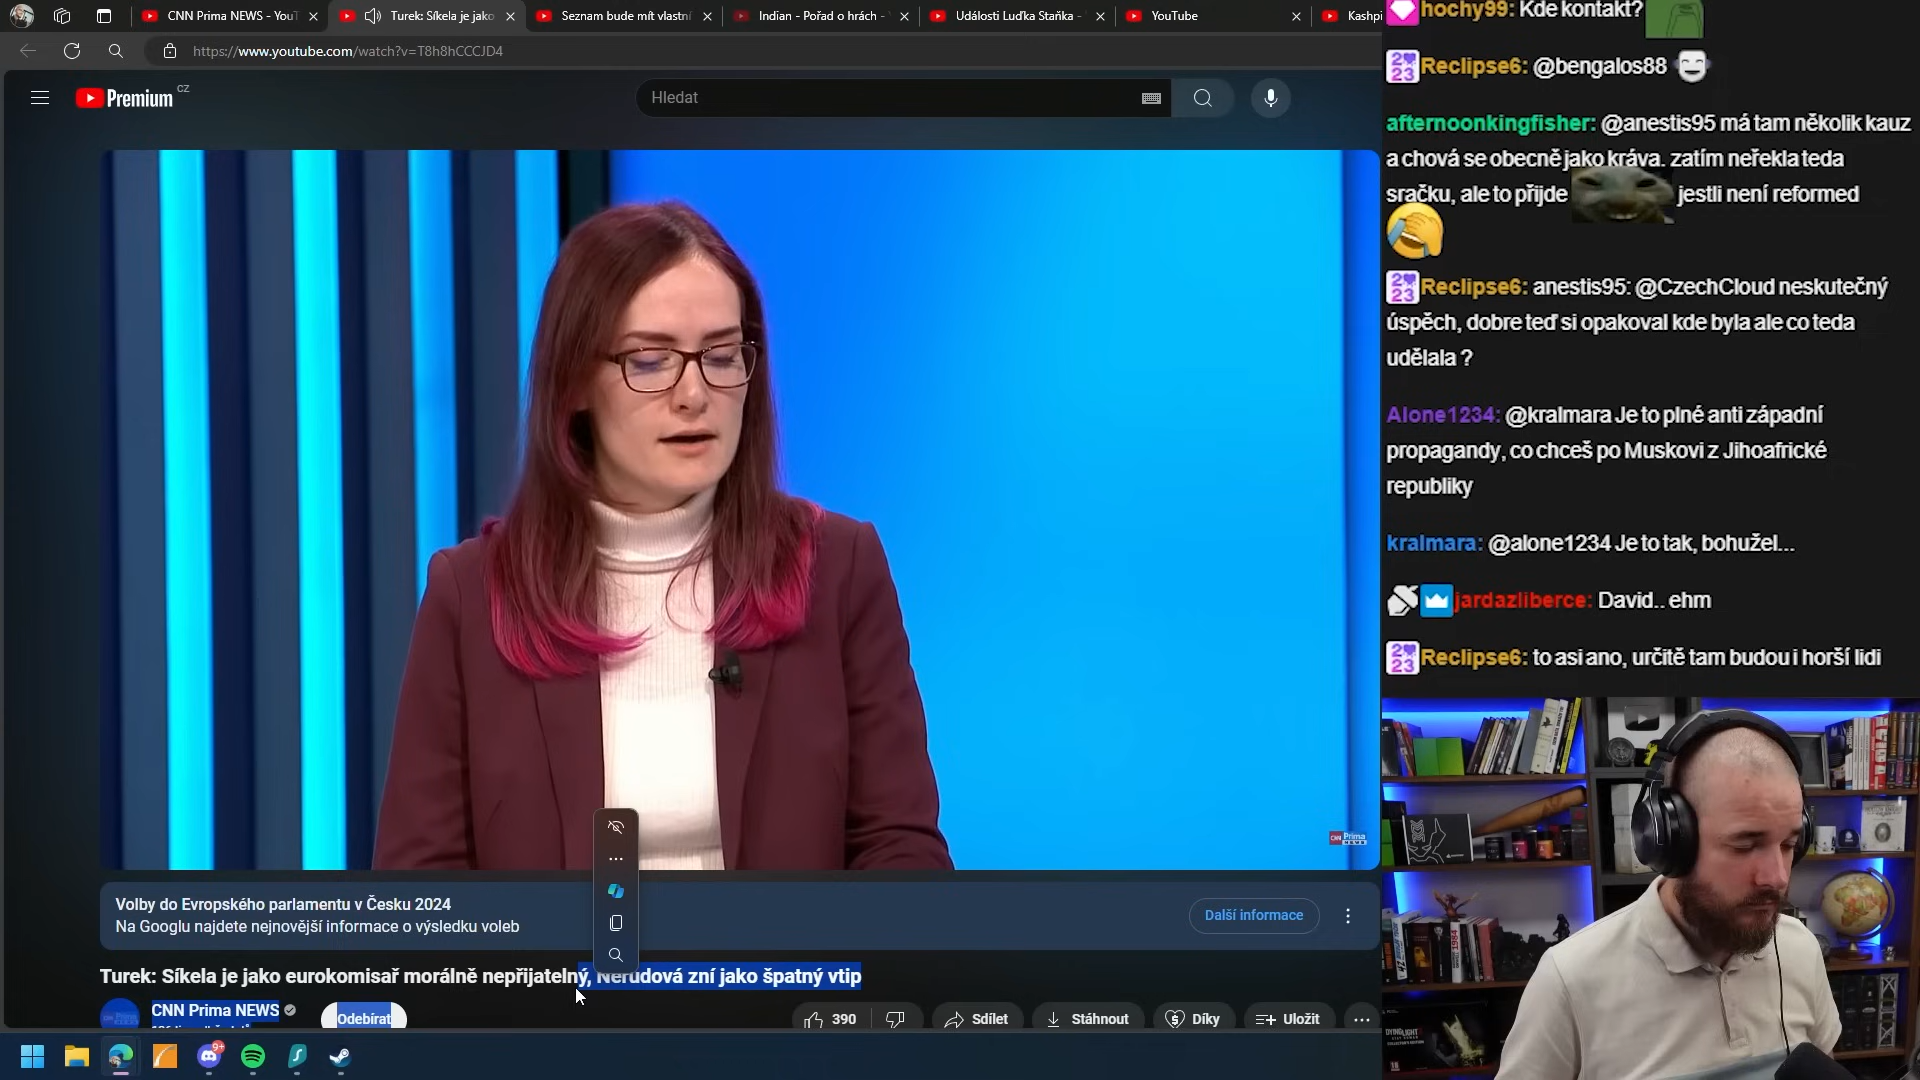 CNN Prima NEWS - YouT
Turek: Síkela je jako
Seznam bude mít vlastní
Indian - Pořad o hrách -
Události Luďka Staňka -
YouTube
Kashpi
https://www.youtube.com/watch?v=T8h8hCCCJD4
Premium CZ
Hledat
CNN Prima NEWS
Volby do Evropského parlamentu v Česku 2024
Na Googlu najdete nejnovější informace o výsledku voleb
Další informace
Turek: Síkela je jako eurokomisař morálně nepřijatelný, Nerudová zní jako špatný vtip
CNN Prima NEWS
Odebírat
390
Sdílet
Stáhnout
Díky
Uložit
9+
hochy99: Kde kontakt?
Reclipse6: @bengalos88
afternoonkingfisher: @anestis95 má tam několik kauz
a chová se obecně jako kráva. zatím neřekla teda
sračku, ale to přijde jestli není reformed
Reclipse6: anestis95: @CzechCloud neskutečný
úspěch, dobre teď si opakoval kde byla ale co teda
udělala ?
Alone1234: @kralmara Je to plné anti západní
propagandy, co chceš po Muskovi z Jihoafrické
republiky
kralmara: @alone1234 Je to tak, bohužel...
jardazliberce: David.. ehm
Reclipse6: to asi ano, určitě tam budou i horší lidi
1984